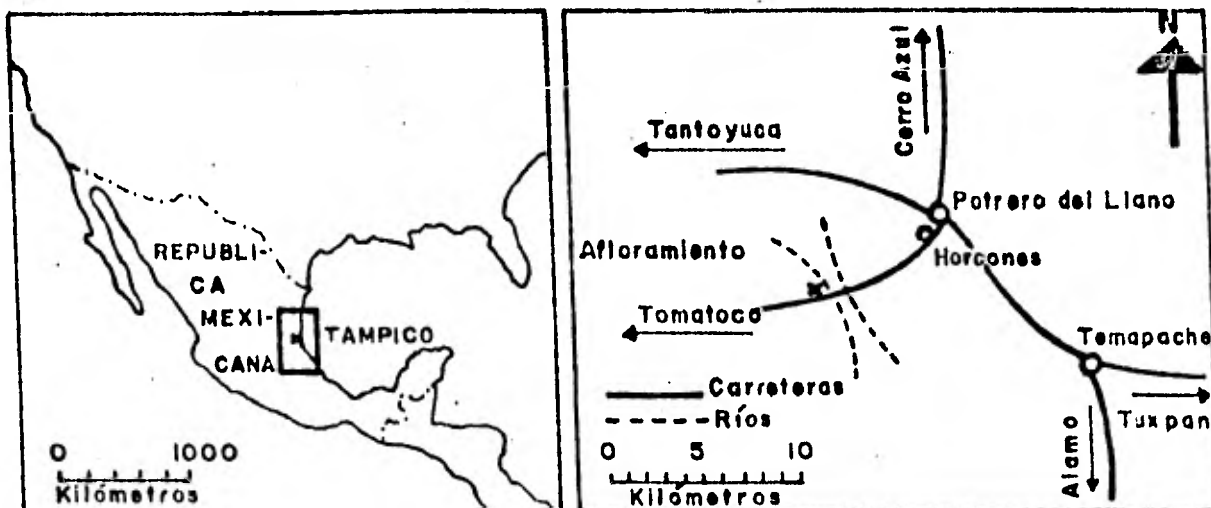 REPUBLI-
CA
MEXI-
CANA
TAMPICO
0 1000
Kilómetros
N
Cerro Azul
Tantoyuca
Potrero del Llano
Horcones
Afloramiento
Tomatoco
Temapache
Tuxpan
Alamo
Carreteras
Ríos
0 5 10
Kilómetros